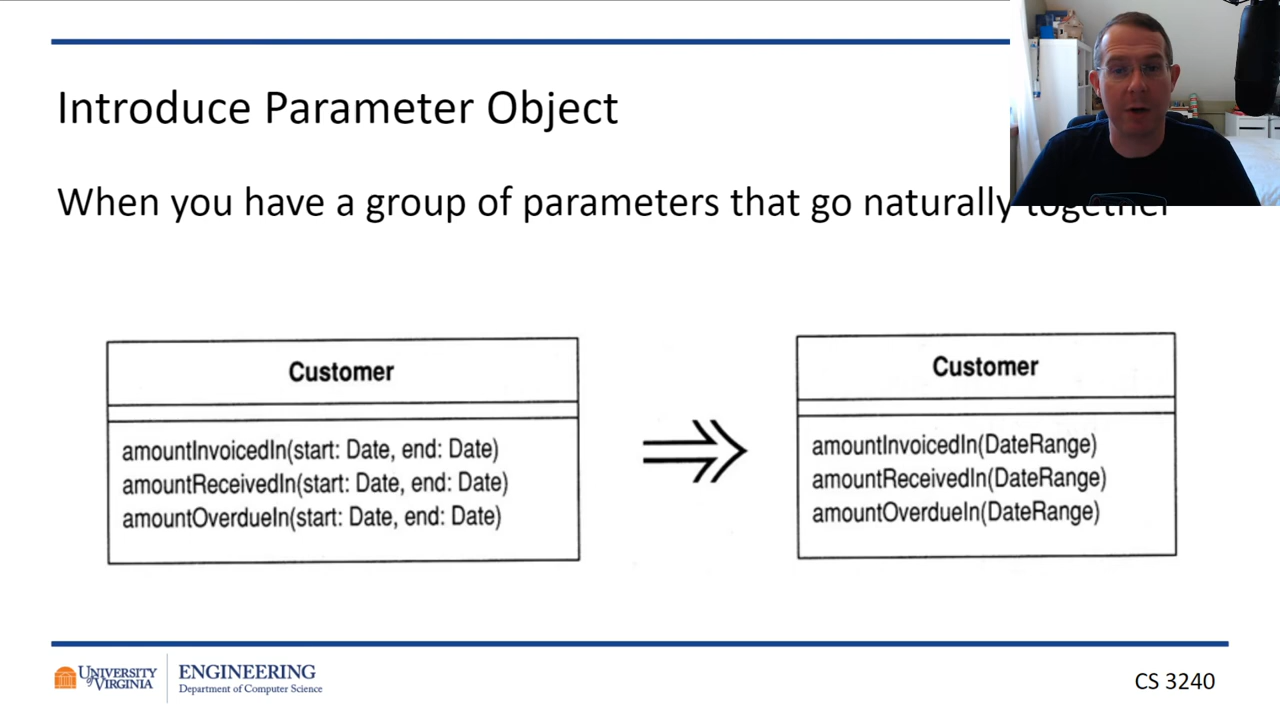 Introduce Parameter Object
When you have a group of parameters that go naturally together
Customer
amountInvoicedIn(start: Date, end: Date)
amountReceivedIn(start: Date, end: Date)
amountOverdueIn(start: Date, end: Date)
Customer
amountInvoicedIn(DateRange)
amountReceivedIn(DateRange)
amountOverdueIn(DateRange)
UNIVERSITY
of VIRGINIA
ENGINEERING
Department of Computer Science
CS 3240